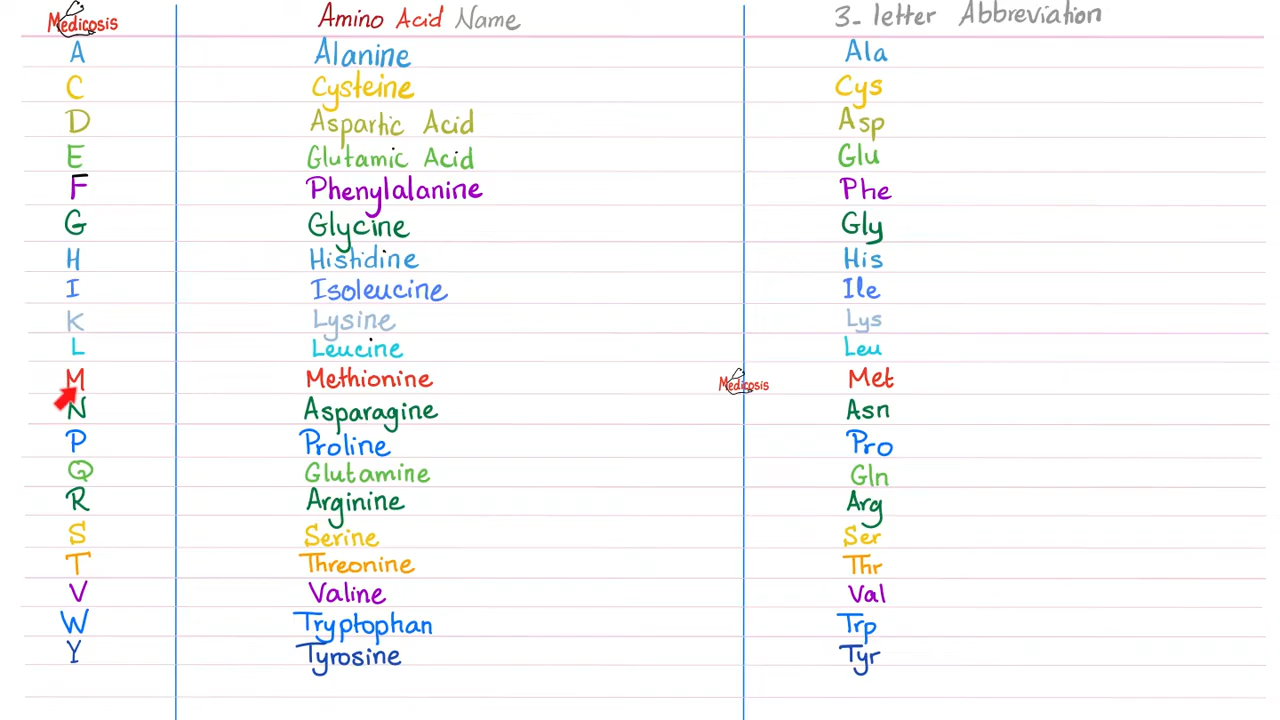 Medicosis Amino Acid Name 3- letter Abbreviation
A Alanine Ala
C Cysteine Cys
D Aspartic Acid Asp
E Glutamic Acid Glu
F Phenylalanine Phe
G Glycine Gly
H Histidine His
I Isoleucine Ile
K Lysine Lys
L Leucine Leu
M Methionine Medicosis Met
N Asparagine Asn
P Proline Pro
Q Glutamine Gln
R Arginine Arg
S Serine Ser
T Threonine Thr
V Valine Val
W Tryptophan Trp
Y Tyrosine Tyr